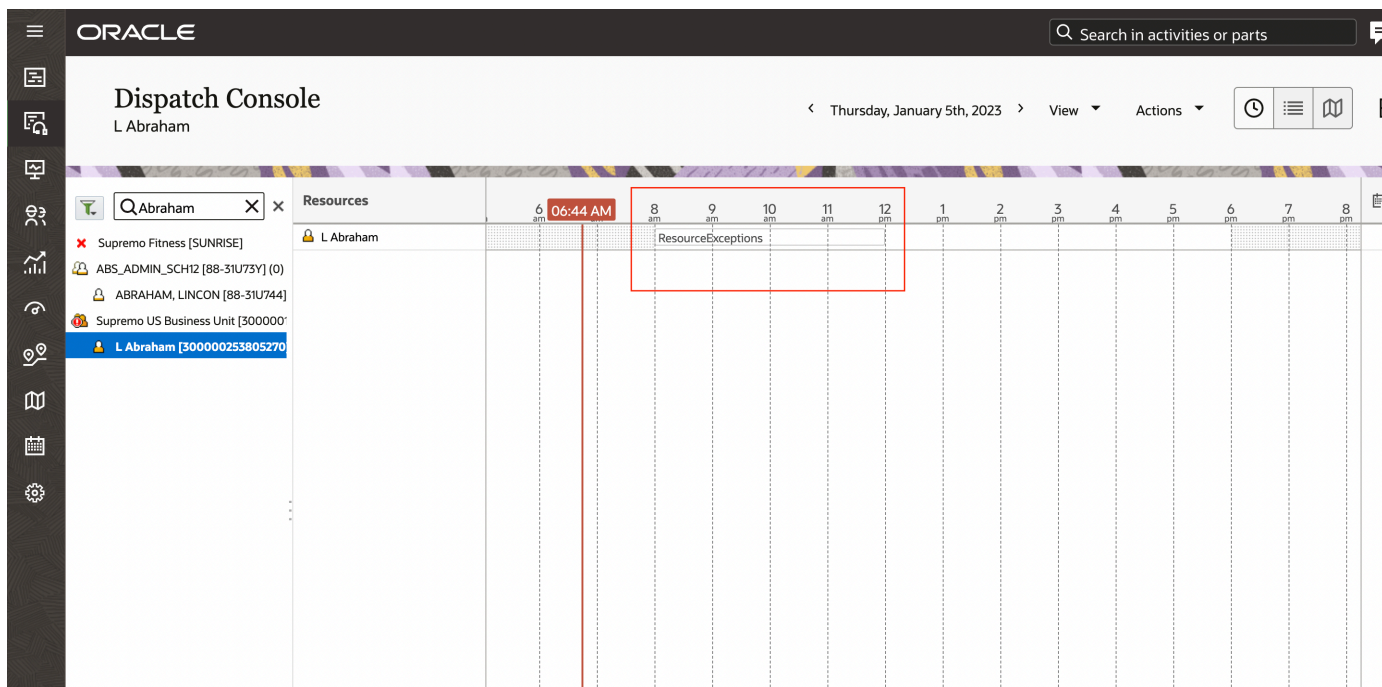 ORACLE
Search in activities or parts
Dispatch Console
L Abraham
Thursday, January 5th, 2023
View
Actions
Abraham
Supremo Fitness [SUNRISE]
ABS_ADMIN_SCH12 [88-31U73Y] (0)
ABRAHAM, LINCON [88-31U744]
Supremo US Business Unit [300000
L Abraham [300000253805270
Resources
6 am
06:44 AM
8 am
9 am
10 am
11 am
12 pm
1 pm
2 pm
3 pm
4 pm
5 pm
6 pm
7 pm
8 pm
L Abraham
ResourceExceptions